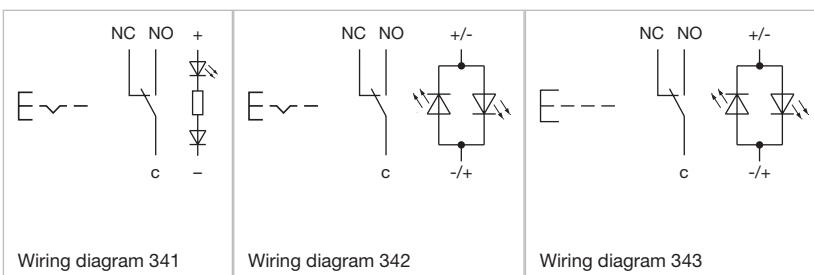 NC NO +
c –
Wiring diagram 341
NC NO +/-
c -/+
Wiring diagram 342
NC NO +/-
c -/+
Wiring diagram 343